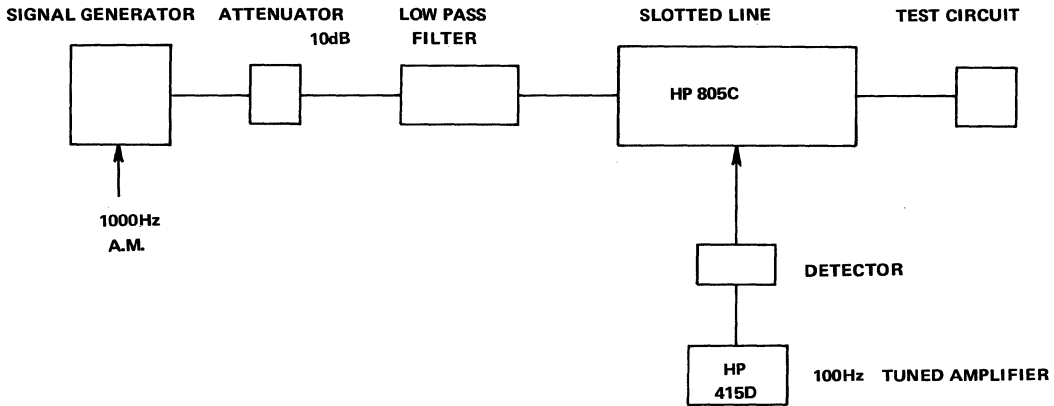 SIGNAL GENERATOR
ATTENUATOR
10dB
LOW PASS
FILTER
SLOTTED LINE
TEST CIRCUIT
HP 805C
1000Hz
A.M.
DETECTOR
HP
415D
100Hz TUNED AMPLIFIER